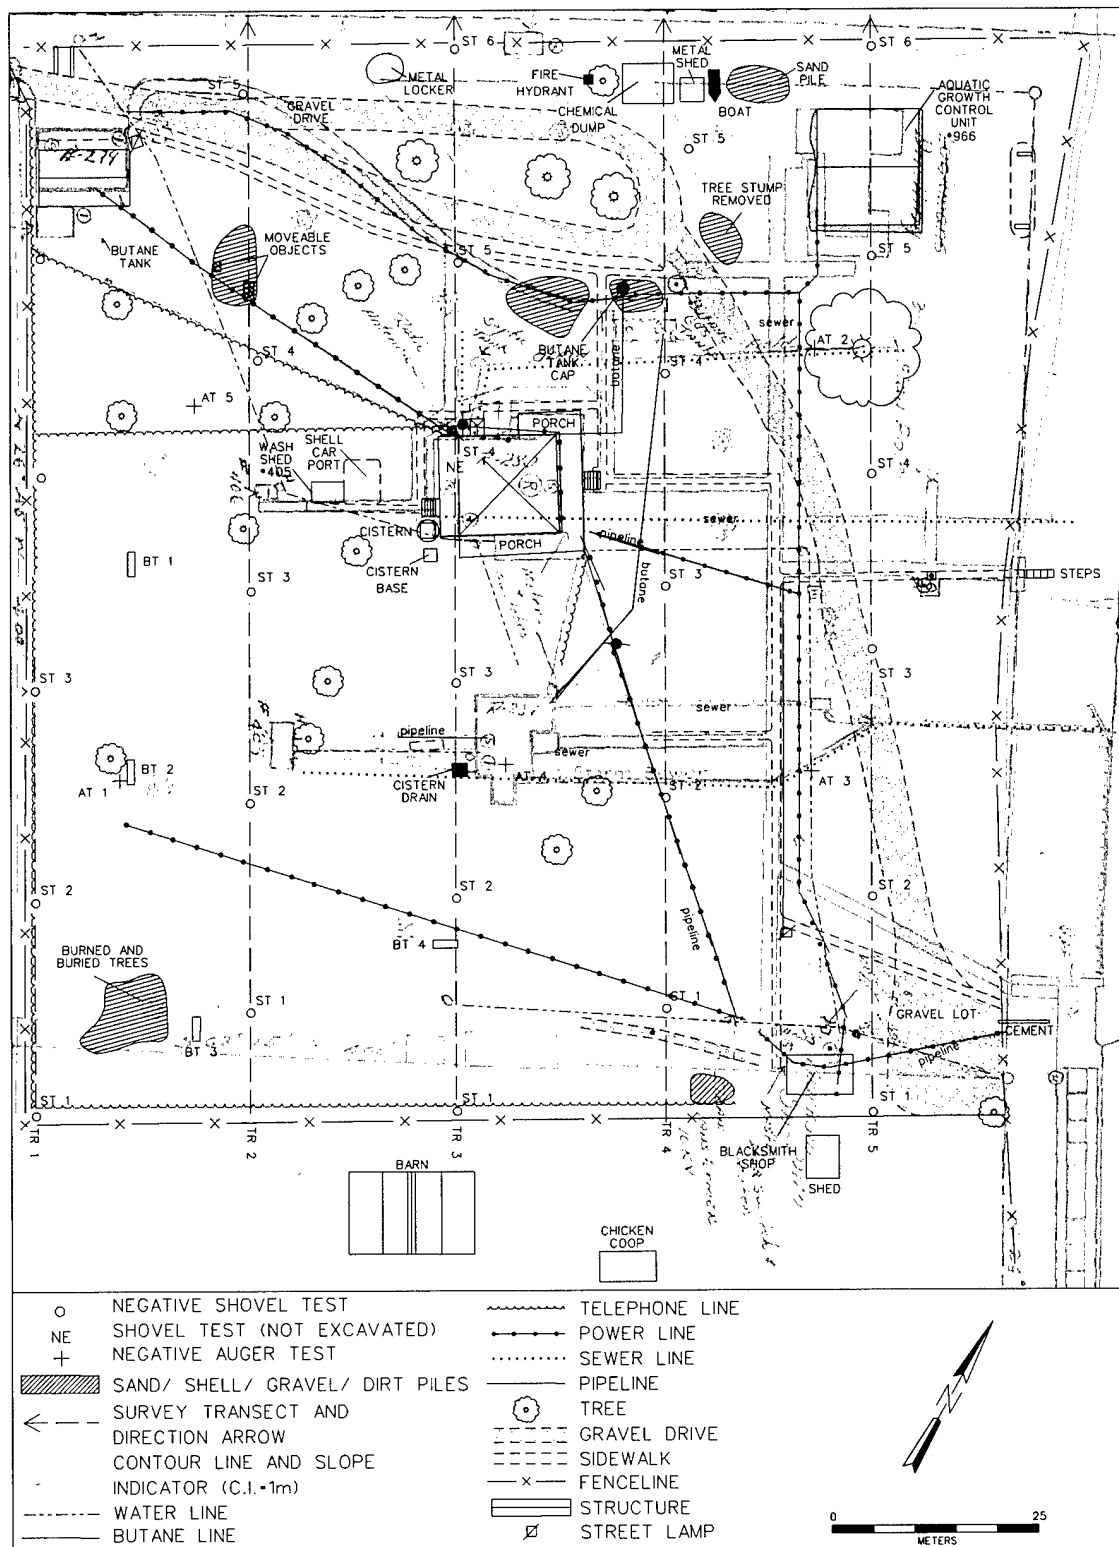 ST 6
ST 6
METAL
SHED
SAND
PILE
METAL
LOCKER
FIRE
HYDRANT
CHEMICAL
DUMP
BOAT
AQUATIC
GROWTH
CONTROL
UNIT
•966
ST 5
GRAVEL
DRIVE
ST 5
TREE STUMP
REMOVED
BUTANE
TANK
MOVEABLE
OBJECTS
ST 5
ST 5
sewer
BUTANE
TANK
CAP
butane
AT 2
ST 4
ST 4
AT 5
PORCH
WASH
SHED
•405
SHELL
CAR
PORT
NE
ST 4
ST 4
CISTERN
PORCH
sewer
pipeline
CISTERN
BASE
BT 1
ST 3
butane
ST 3
STEPS
ST 3
ST 3
ST 3
sewer
pipeline
sewer
BT 2
AT 1
ST 2
CISTERN
DRAIN
AT 4
ST 2
AT 3
ST 2
ST 2
ST 2
pipeline
BT 4
BURNED AND
BURIED TREES
ST 1
ST 1
GRAVEL LOT
CEMENT
BT 3
pipeline
ST 1
ST 1
ST 1
TR 1
TR 2
TR 3
TR 4
TR 5
BLACKSMITH
SHOP
BARN
SHED
CHICKEN
COOP
NEGATIVE SHOVEL TEST
NE SHOVEL TEST (NOT EXCAVATED)
NEGATIVE AUGER TEST
SAND/ SHELL/ GRAVEL/ DIRT PILES
SURVEY TRANSECT AND
DIRECTION ARROW
CONTOUR LINE AND SLOPE
INDICATOR (C.I.=1m)
WATER LINE
BUTANE LINE
TELEPHONE LINE
POWER LINE
SEWER LINE
PIPELINE
TREE
GRAVEL DRIVE
SIDEWALK
FENCELINE
STRUCTURE
STREET LAMP
N
0 25
METERS